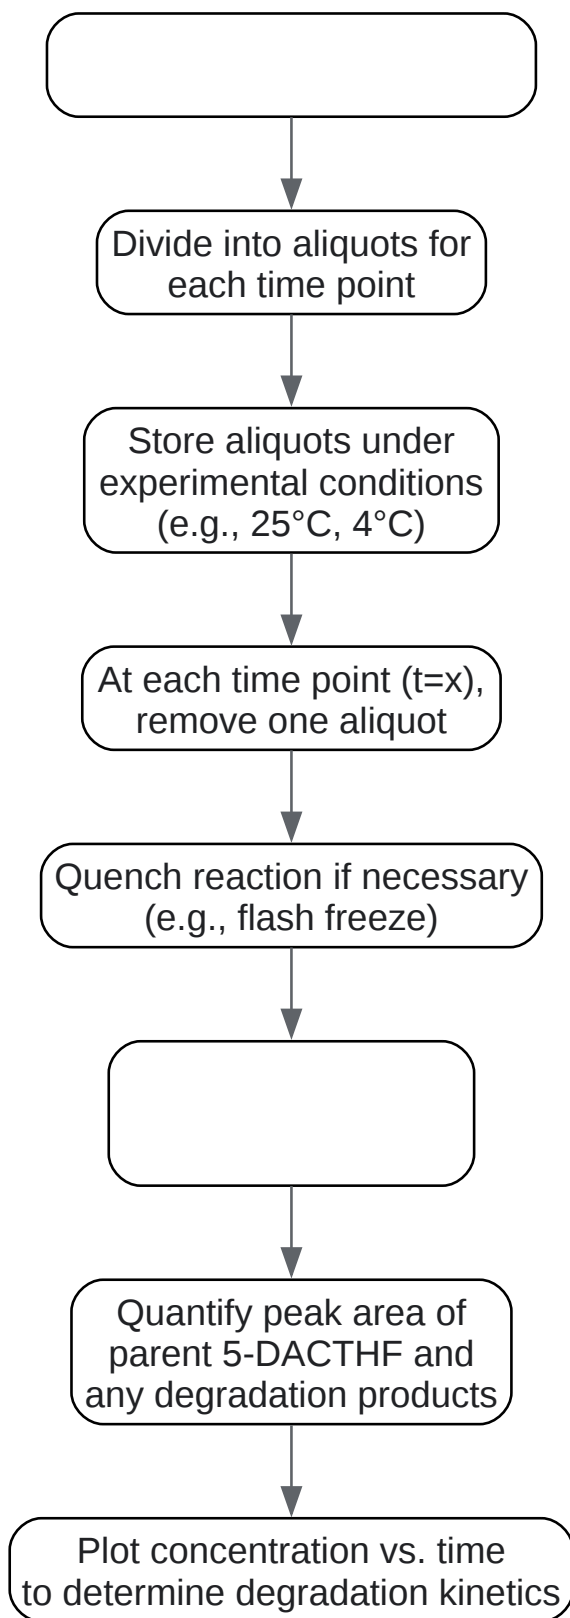 Divide into aliquots for
each time point
Store aliquots under
experimental conditions
(e.g., 25°C, 4°C)
At each time point (t=x),
remove one aliquot
Quench reaction if necessary
(e.g., flash freeze)
Quantify peak area of
parent 5-DACTHF and
any degradation products
Plot concentration vs. time
to determine degradation kinetics